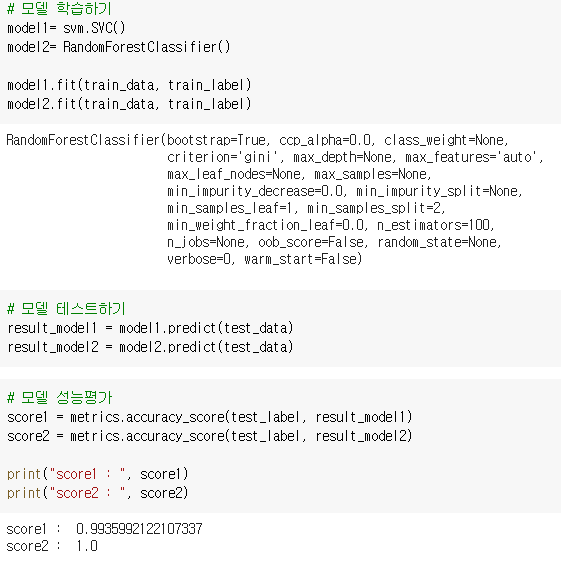 # 모델 학습하기
model1= svm.SVC()
model2= RandomForestClassifier()
model1.fit(train_data, train_label)
model2.fit(train_data, train_label)
RandomForestClassifier(bootstrap=True, ccp_alpha=0.0, class_weight=None,
criterion='gini', max_depth=None, max_features='auto',
max_leaf_nodes=None, max_samples=None,
min_impurity_decrease=0.0, min_impurity_split=None,
min_samples_leaf=1, min_samples_split=2,
min_weight_fraction_leaf=0.0, n_estimators=100,
n_jobs=None, oob_score=False, random_state=None,
verbose=0, warm_start=False)
# 모델 테스트하기
result_model1 = model1.predict(test_data)
result_model2 = model2.predict(test_data)
# 모델 성능평가
score1 = metrics.accuracy_score(test_label, result_model1)
score2 = metrics.accuracy_score(test_label, result_model2)
print("score1 : ", score1)
print("score2 : ", score2)
score1 :  0.9935992122107337
score2 :  1.0